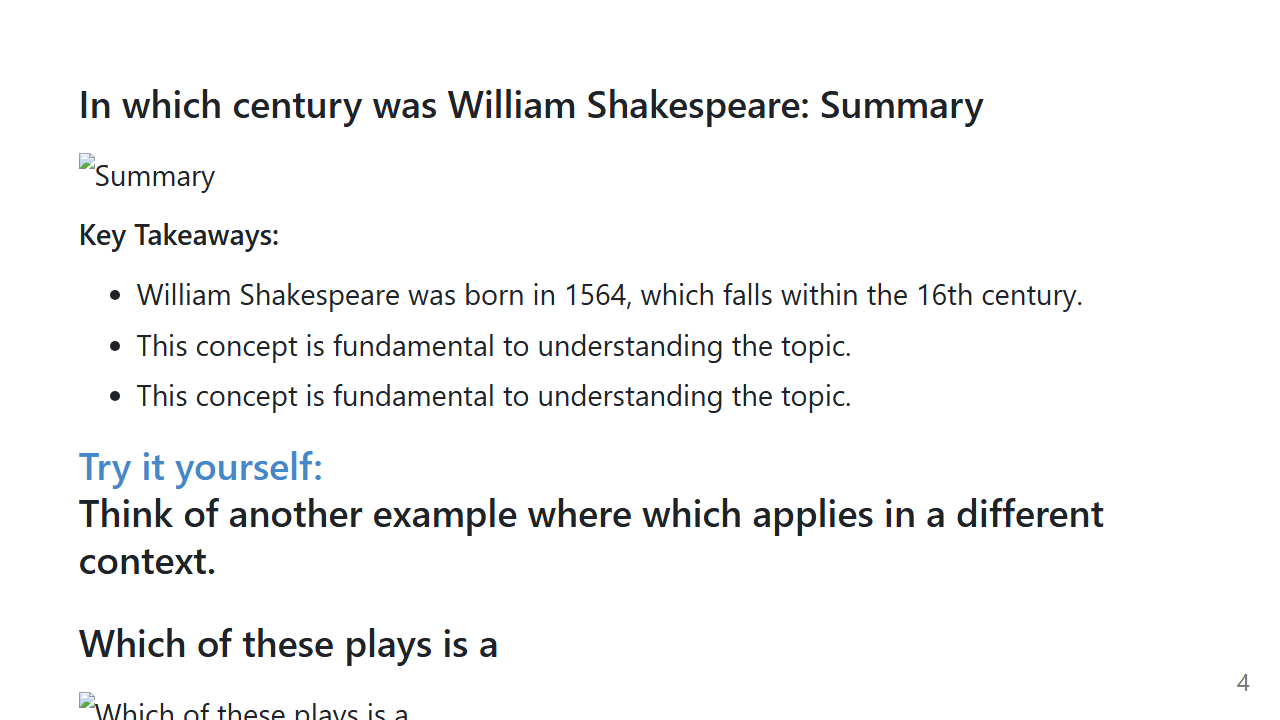 In which century was William Shakespeare: Summary
Summary
Key Takeaways:
William Shakespeare was born in 1564, which falls within the 16th century.
This concept is fundamental to understanding the topic.
This concept is fundamental to understanding the topic.
Try it yourself:
Think of another example where which applies in a different
context.
Which of these plays is a
Which of these plays is a
4